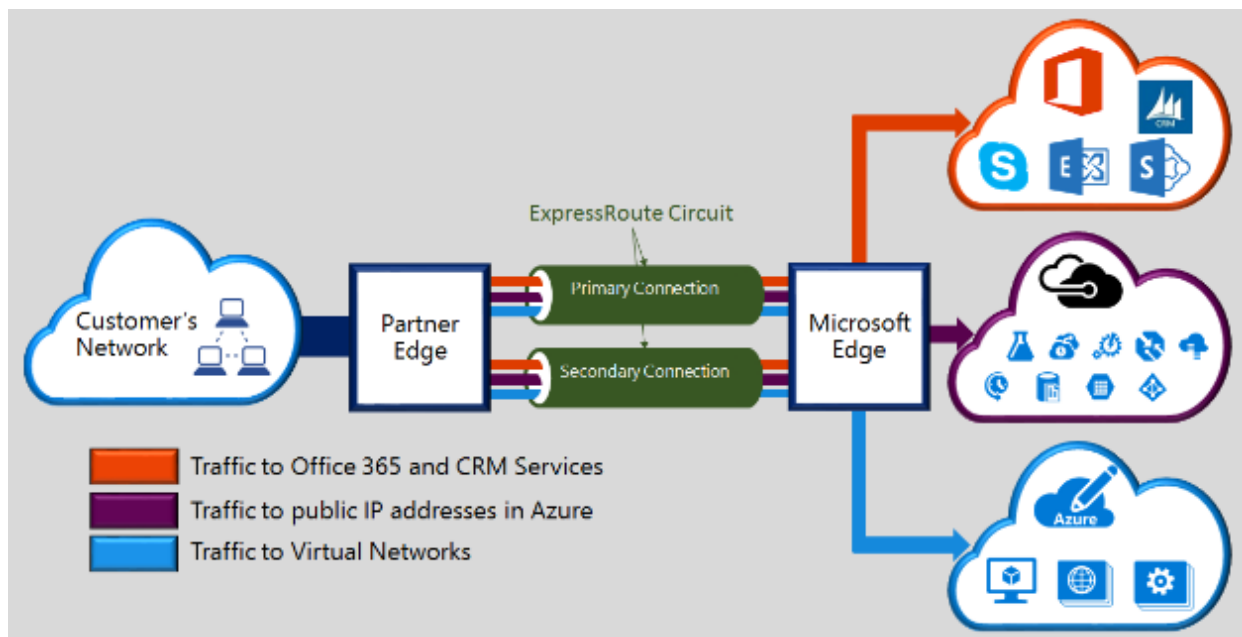 CRM
S
E
S
ExpressRoute Circuit
Primary Connection
Customer's
Network
Partner
Edge
Microsoft
Edge
Secondary Connection
Traffic to Office 365 and CRM Services
Traffic to public IP addresses in Azure
Traffic to Virtual Networks
Azure